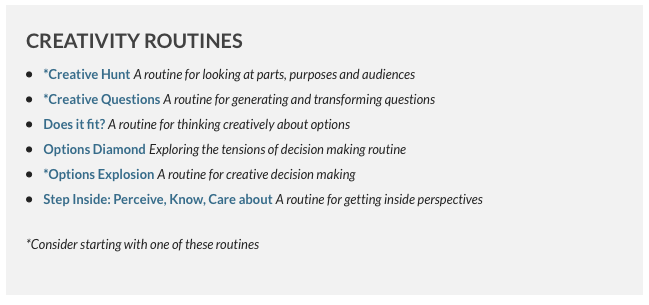 CREATIVITY ROUTINES
• *Creative Hunt A routine for looking at parts, purposes and audiences
• *Creative Questions A routine for generating and transforming questions
• Does it fit? A routine for thinking creatively about options
• Options Diamond Exploring the tensions of decision making routine
• *Options Explosion A routine for creative decision making
• Step Inside: Perceive, Know, Care about A routine for getting inside perspectives
*Consider starting with one of these routines